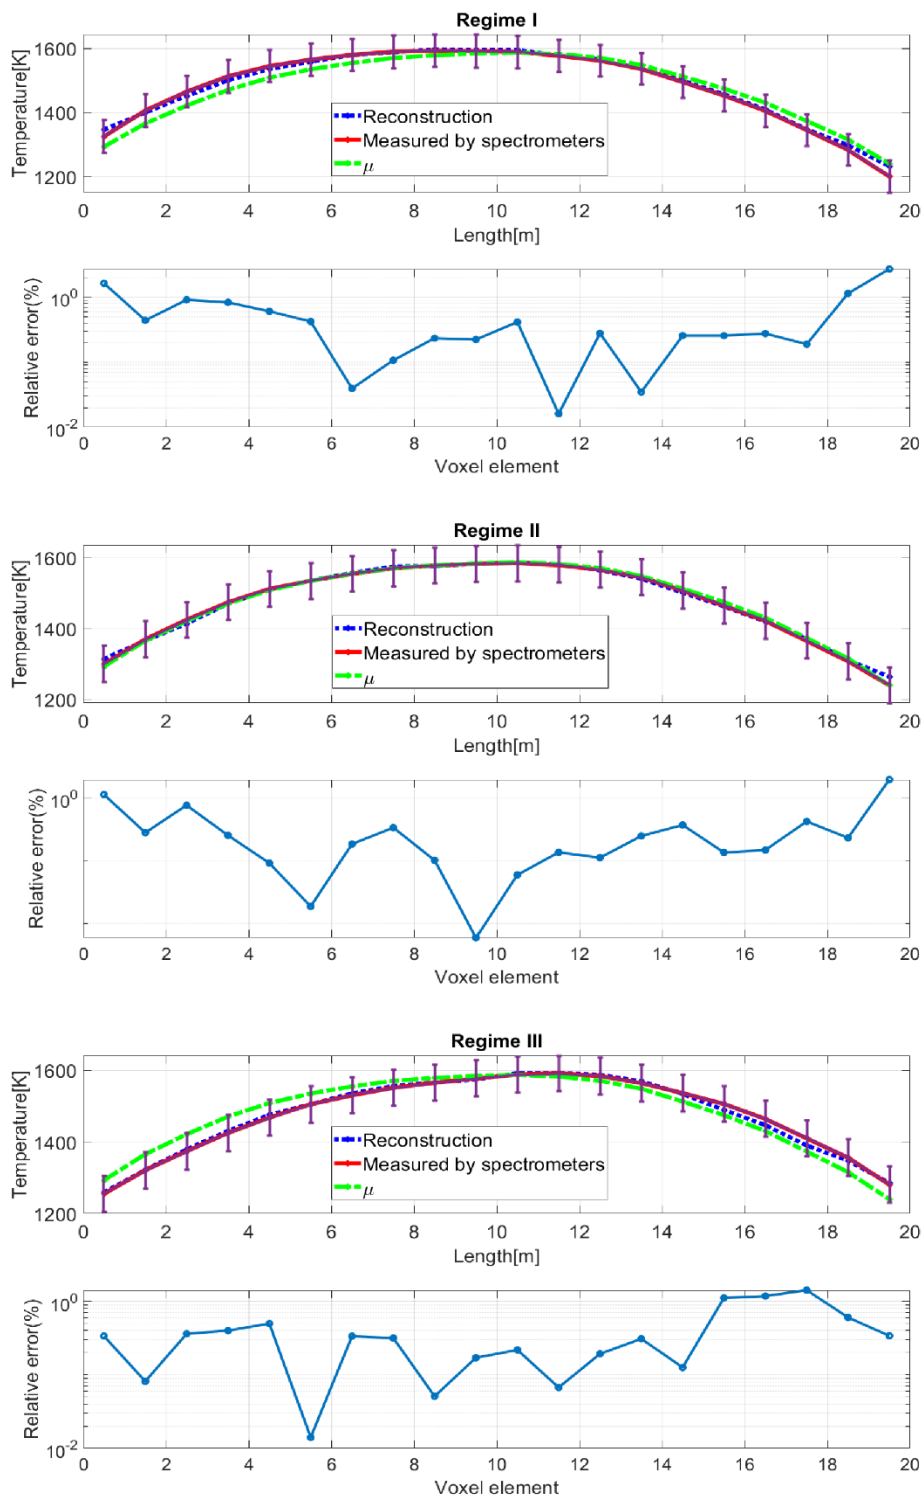 Regime I
Temperature[K]
1600
1400
1200
Reconstruction
Measured by spectrometers
μ
0 2 4 6 8 10 12 14 16 18 20
Length[m]
Relative error(%)
10^0
10^-2
0 2 4 6 8 10 12 14 16 18 20
Voxel element
Regime II
Temperature[K]
1600
1400
1200
Reconstruction
Measured by spectrometers
μ
0 2 4 6 8 10 12 14 16 18 20
Length[m]
Relative error(%)
10^0
0 2 4 6 8 10 12 14 16 18 20
Voxel element
Regime III
Temperature[K]
1600
1400
1200
Reconstruction
Measured by spectrometers
μ
0 2 4 6 8 10 12 14 16 18 20
Length[m]
Relative error(%)
10^0
10^-2
0 2 4 6 8 10 12 14 16 18 20
Voxel element